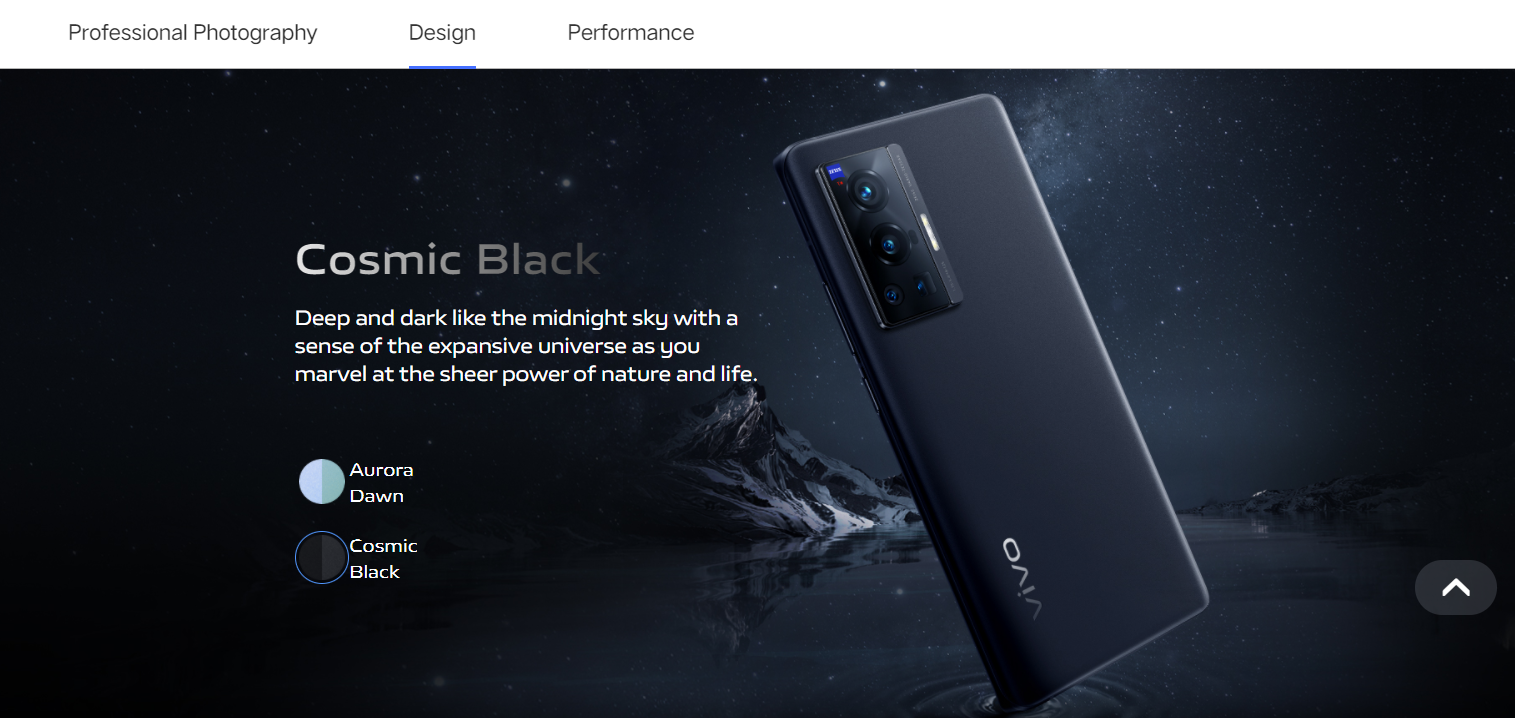 Professional Photography
Design
Performance
Cosmic Black
Deep and dark like the midnight sky with a
sense of the expansive universe as you
marvel at the sheer power of nature and life.
Aurora
Dawn
Cosmic
Black
ZEISS
vivo